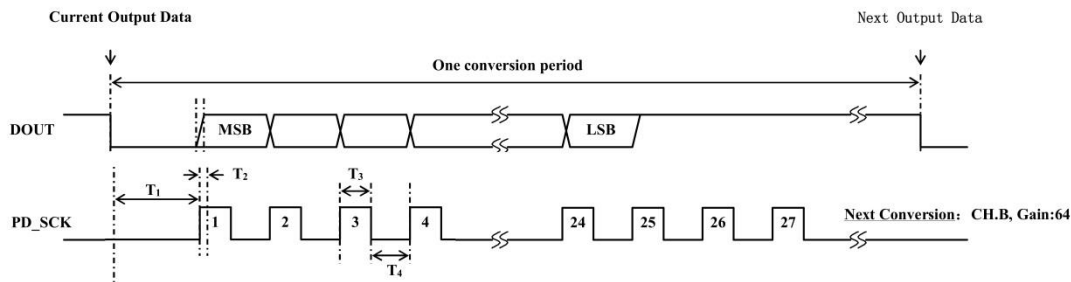 Current Output Data
Next Output Data
One conversion period
DOUT
MSB
LSB
T1
T2
T3
PD_SCK
1
2
3
4
24
25
26
27
Next Conversion： CH.B, Gain:64
T4